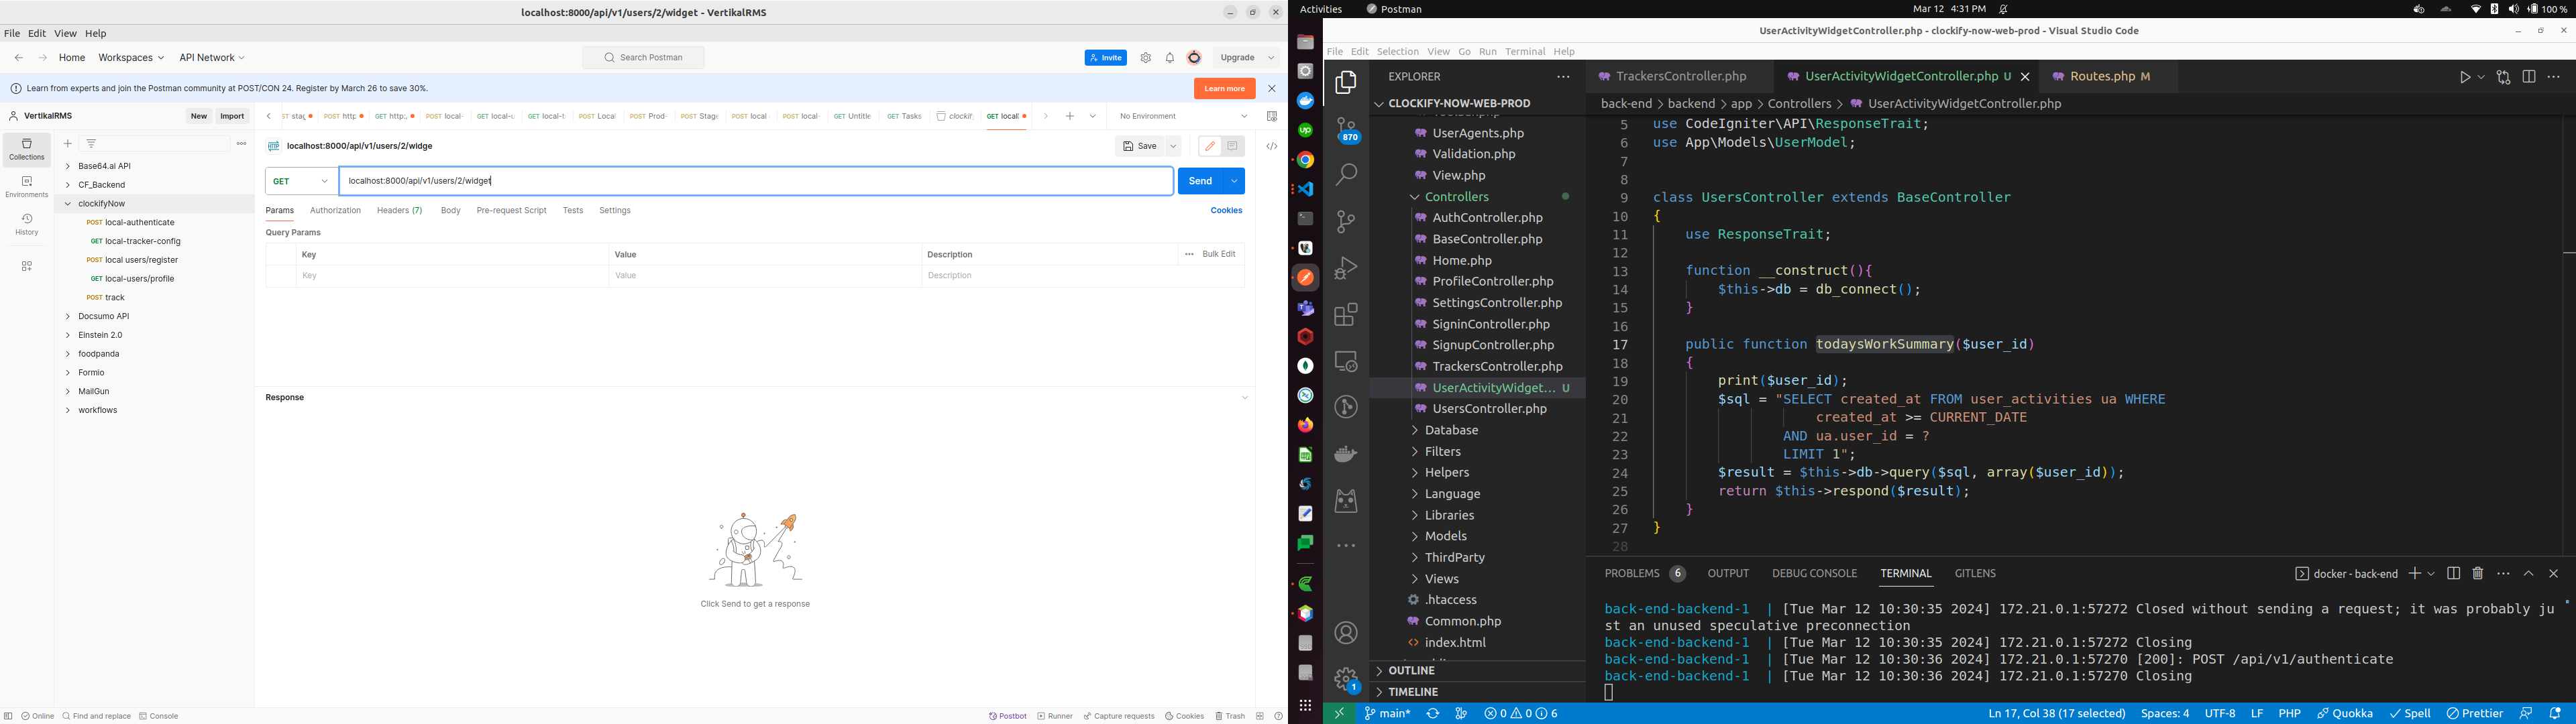 localhost:8000/api/v1/users/2/widget - VertikalRMS
File Edit View Help
Home Workspaces API Network Search Postman Invite Upgrade
Learn from experts and join the Postman community at POST/CON 24. Register by March 26 to save 30%. Learn more
VertikalRMS New Import
POST http: GET http: POST local- GET local-u GET local-t POST Local POST Prod- POST Stage POST local POST local- GET Untitle GET Tasks clockify GET local No Environment
Collections
Environments
History
Base64.ai API
CF_Backend
clockifyNow
POST local-authenticate
GET local-tracker-config
POST local users/register
GET local-users/profile
POST track
Docsumo API
Einstein 2.0
foodpanda
Formio
MailGun
workflows
localhost:8000/api/v1/users/2/widge Save
GET localhost:8000/api/v1/users/2/widget Send
Params Authorization Headers (7) Body Pre-request Script Tests Settings Cookies
Query Params
Key Value Description Bulk Edit
Key Value Description
Response
Click Send to get a response
Online Find and replace Console Postbot Runner Capture requests Cookies Trash
Activities Postman Mar 12 4:31 PM 100 %
UserActivityWidgetController.php - clockify-now-web-prod - Visual Studio Code
File Edit Selection View Go Run Terminal Help
EXPLORER
CLOCKIFY-NOW-WEB-PROD
870
UserAgents.php
Validation.php
View.php
Controllers
AuthController.php
BaseController.php
Home.php
ProfileController.php
SettingsController.php
SigninController.php
SignupController.php
TrackersController.php
UserActivityWidget... U
UsersController.php
Database
Filters
Helpers
Language
Libraries
Models
ThirdParty
Views
.htaccess
Common.php
index.html
OUTLINE
TIMELINE
1
TrackersController.php UserActivityWidgetController.php U Routes.php M
back-end > backend > app > Controllers > UserActivityWidgetController.php
5 use CodeIgniter\API\ResponseTrait;
6 use App\Models\UserModel;
7
8
9 class UsersController extends BaseController
10 {
11 use ResponseTrait;
12
13 function __construct(){
14 $this->db = db_connect();
15 }
16
17 public function todaysWorkSummary($user_id)
18 {
19 print($user_id);
20 $sql = "SELECT created_at FROM user_activities ua WHERE
21 created_at >= CURRENT_DATE
22 AND ua.user_id = ?
23 LIMIT 1";
24 $result = $this->db->query($sql, array($user_id));
25 return $this->respond($result);
26 }
27 }
28
PROBLEMS 6 OUTPUT DEBUG CONSOLE TERMINAL GITLENS docker - back-end
back-end-backend-1 | [Tue Mar 12 10:30:35 2024] 172.21.0.1:57272 Closed without sending a request; it was probably ju
st an unused speculative preconnection
back-end-backend-1 | [Tue Mar 12 10:30:35 2024] 172.21.0.1:57272 Closing
back-end-backend-1 | [Tue Mar 12 10:30:36 2024] 172.21.0.1:57270 [200]: POST /api/v1/authenticate
back-end-backend-1 | [Tue Mar 12 10:30:36 2024] 172.21.0.1:57270 Closing
main* 0 0 6 Ln 17, Col 38 (17 selected) Spaces: 4 UTF-8 LF PHP Quokka Spell Prettier